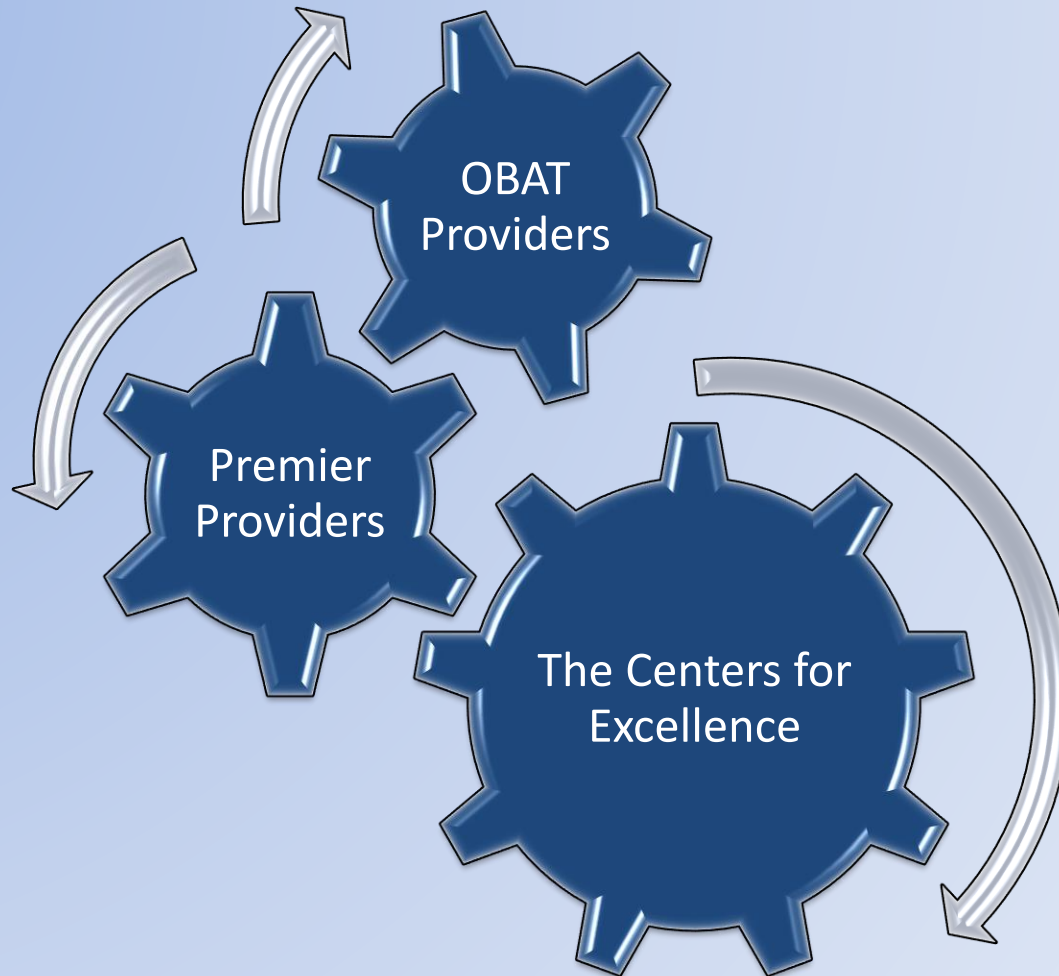 OBAT
Providers
Premier
Providers
The Centers for
Excellence